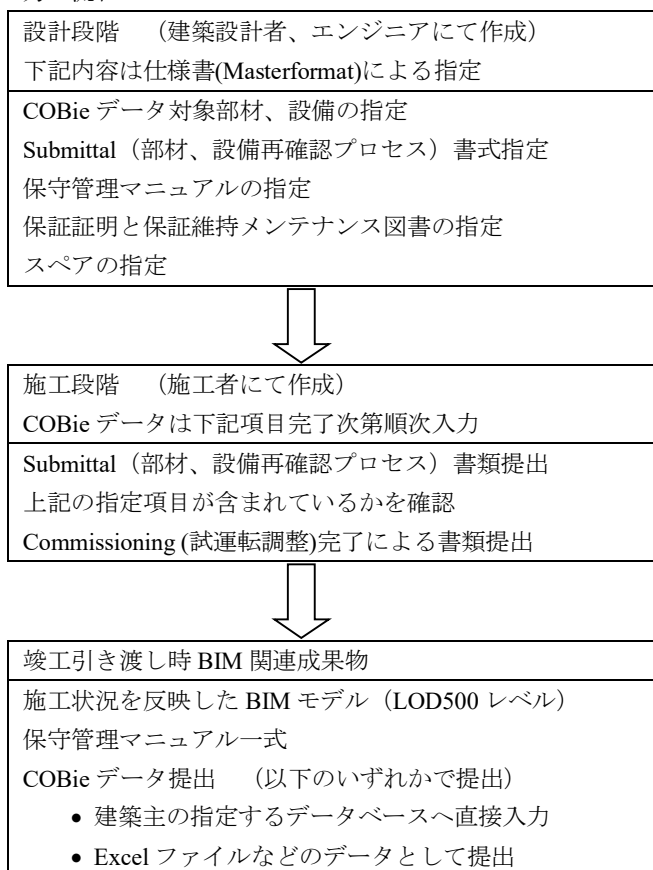 設計段階　（建築設計者、エンジニアにて作成）
下記内容は仕様書(Masterformat)による指定
COBie データ対象部材、設備の指定
Submittal（部材、設備再確認プロセス）書式指定
保守管理マニュアルの指定
保証証明と保証維持メンテナンス図書の指定
スペアの指定
施工段階　（施工者にて作成）
COBie データは下記項目完了次第順次入力
Submittal（部材、設備再確認プロセス）書類提出
上記の指定項目が含まれているかを確認
Commissioning (試運転調整)完了による書類提出
竣工引き渡し時 BIM 関連成果物
施工状況を反映した BIM モデル（LOD500 レベル）
保守管理マニュアル一式
COBie データ提出　（以下のいずれかで提出）
• 建築主の指定するデータベースへ直接入力
• Excel ファイルなどのデータとして提出